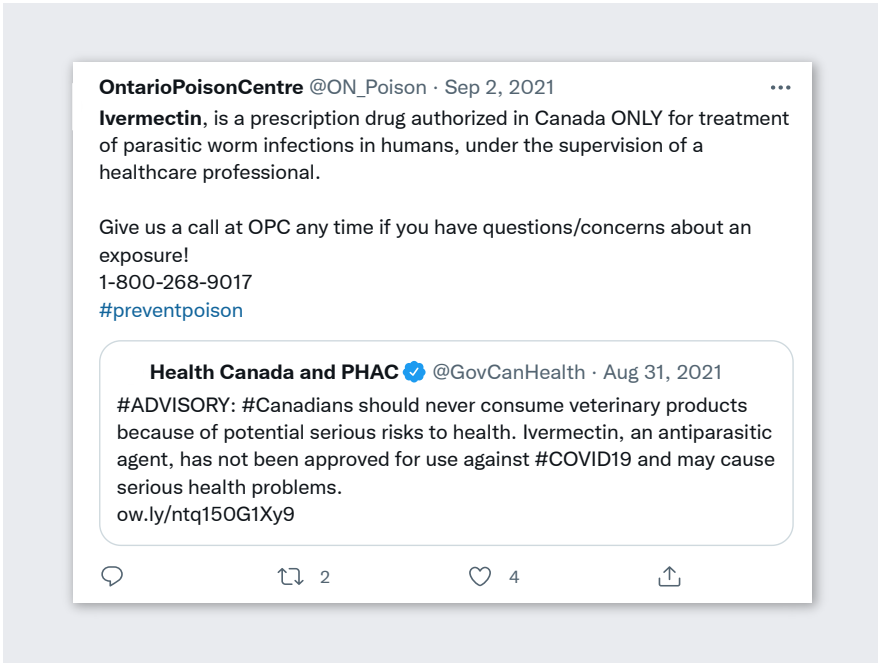 OntarioPoisonCentre @ON_Poison · Sep 2, 2021
Ivermectin, is a prescription drug authorized in Canada ONLY for treatment
of parasitic worm infections in humans, under the supervision of a
healthcare professional.
Give us a call at OPC any time if you have questions/concerns about an
exposure!
1-800-268-9017
#preventpoison
Health Canada and PHAC @GovCanHealth · Aug 31, 2021
#ADVISORY: #Canadians should never consume veterinary products
because of potential serious risks to health. Ivermectin, an antiparasitic
agent, has not been approved for use against #COVID19 and may cause
serious health problems.
ow.ly/ntq150G1Xy9
2 4